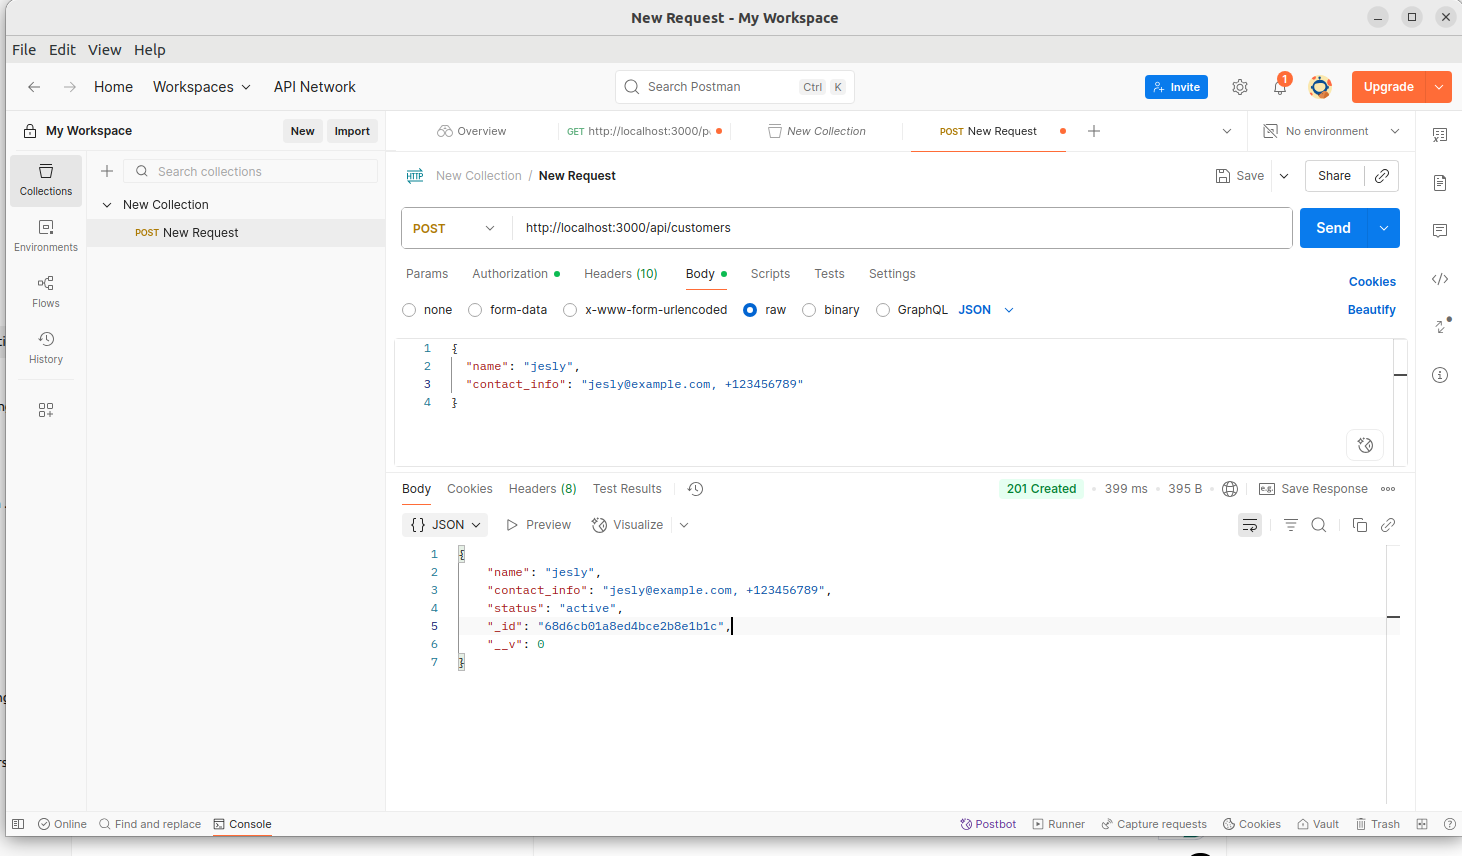 New Request - My Workspace
File Edit View Help
Home Workspaces API Network Search Postman Ctrl K Invite 1 Upgrade
My Workspace New Import Overview GET http://localhost:3000/p New Collection POST New Request No environment
Search collections
Collections
New Collection
POST New Request
Environments
Flows
History
HTTP New Collection / New Request Save Share
POST http://localhost:3000/api/customers Send
Params Authorization Headers (10) Body Scripts Tests Settings Cookies
none form-data x-www-form-urlencoded raw binary GraphQL JSON Beautify
1 {
2 "name": "jesly",
3 "contact_info": "jesly@example.com, +123456789"
4 }
Body Cookies Headers (8) Test Results 201 Created 399 ms 395 B e.g. Save Response
{} JSON Preview Visualize
1 {
2 "name": "jesly",
3 "contact_info": "jesly@example.com, +123456789",
4 "status": "active",
5 "_id": "68d6cb01a8ed4bce2b8e1b1c",
6 "__v": 0
7 }
Online Find and replace Console Postbot Runner Capture requests Cookies Vault Trash